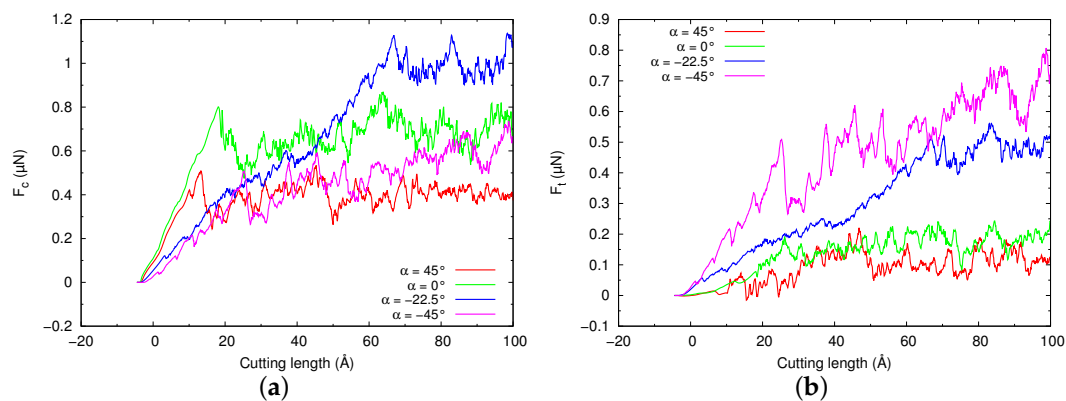 1.2
1
0.8
0.6
0.4
0.2
0
−0.2
F_c (μN)
α = 45°
α = 0°
α = −22.5°
α = −45°
−20 0 20 40 60 80 100
Cutting length (Å)
(a)
0.9
0.8
0.7
0.6
0.5
0.4
0.3
0.2
0.1
0
−0.1
F_t (μN)
α = 45°
α = 0°
α = −22.5°
α = −45°
−20 0 20 40 60 80 100
Cutting length (Å)
(b)